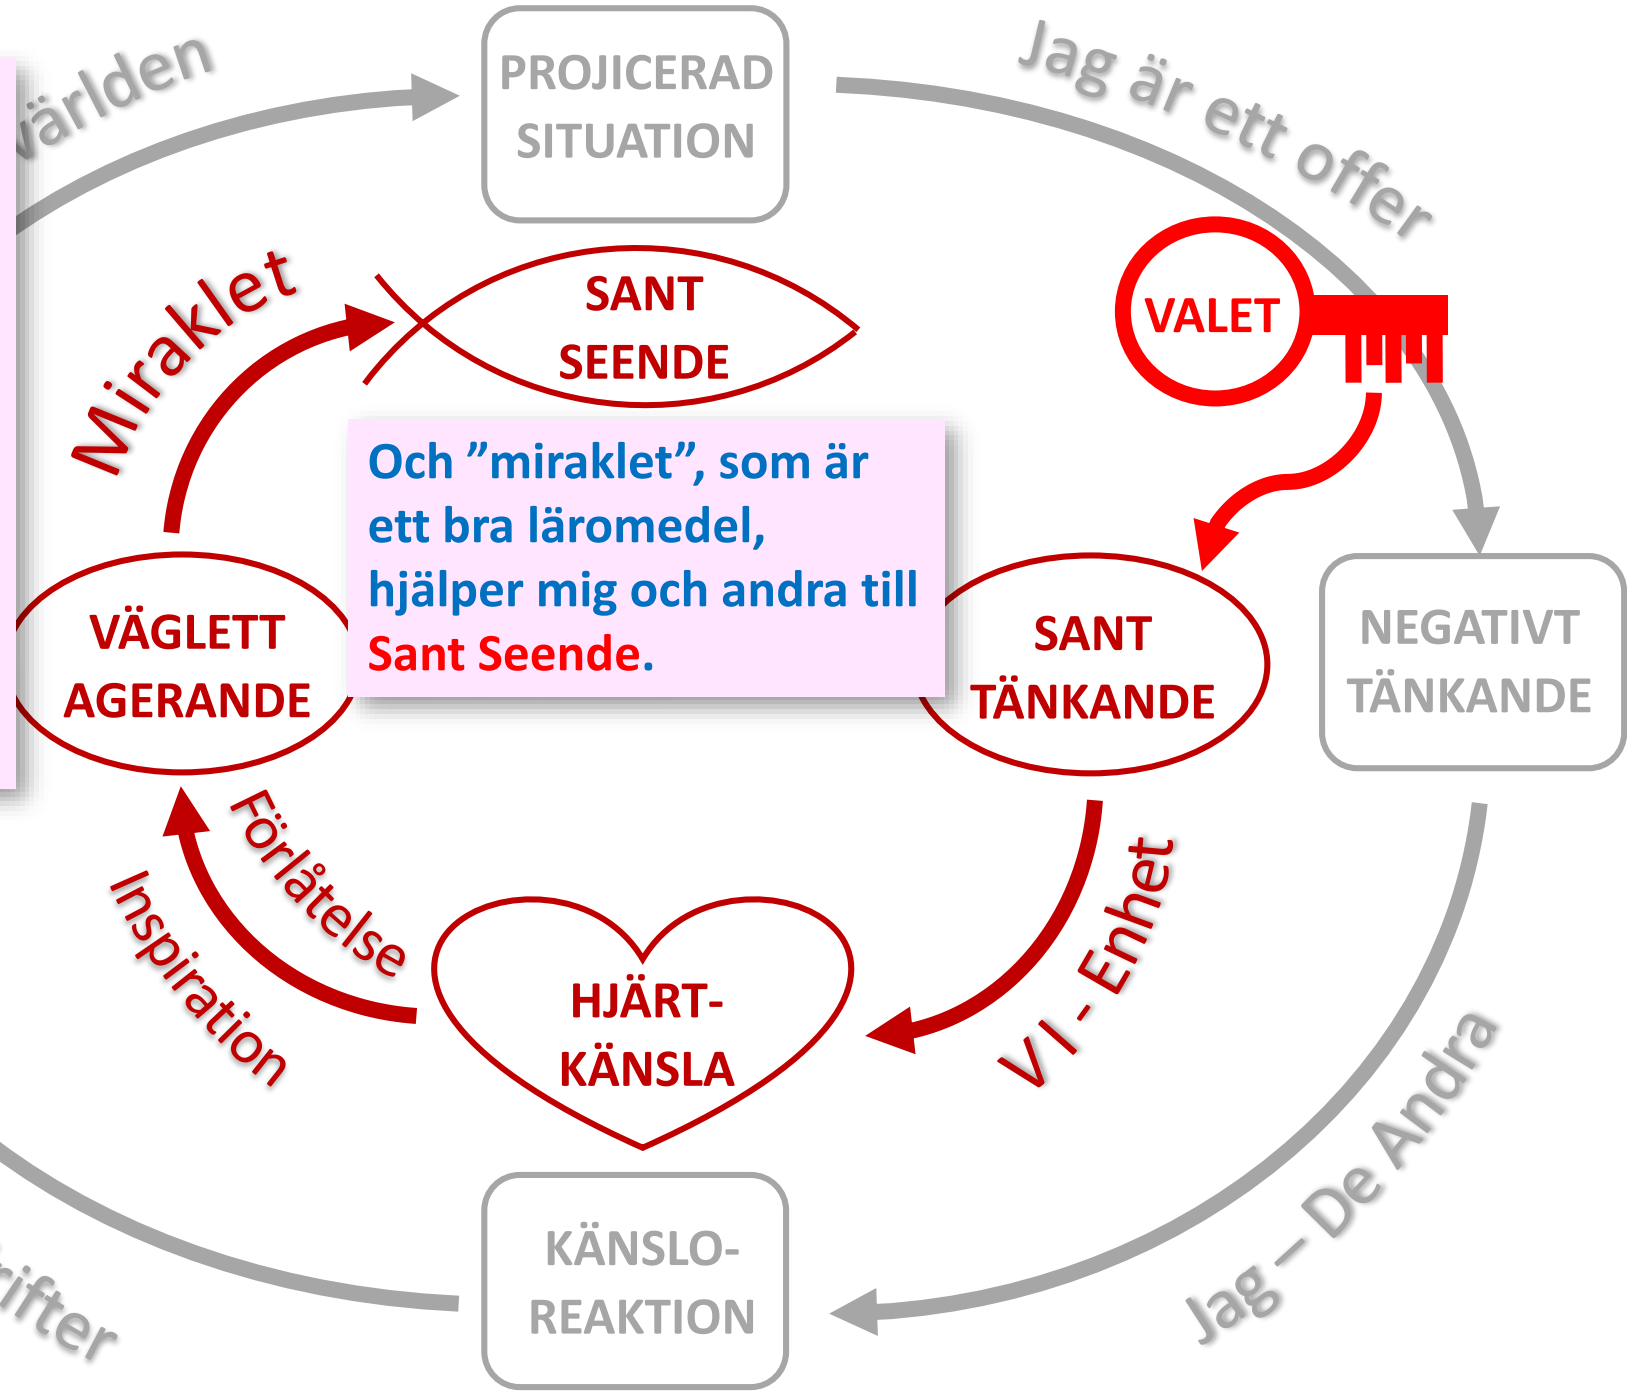 världen
PROJICERAD
SITUATION
Jag är ett offer
Miraklet
SANT
SEENDE
VALET
Och ”miraklet”, som är
ett bra läromedel,
hjälper mig och andra till
Sant Seende.
VÄGLETT
AGERANDE
SANT
TÄNKANDE
NEGATIVT
TÄNKANDE
Förlåtelse
Inspiration
HJÄRT-
KÄNSLA
V I - Enhet
Jag – De Andra
KÄNSLO-
REAKTION